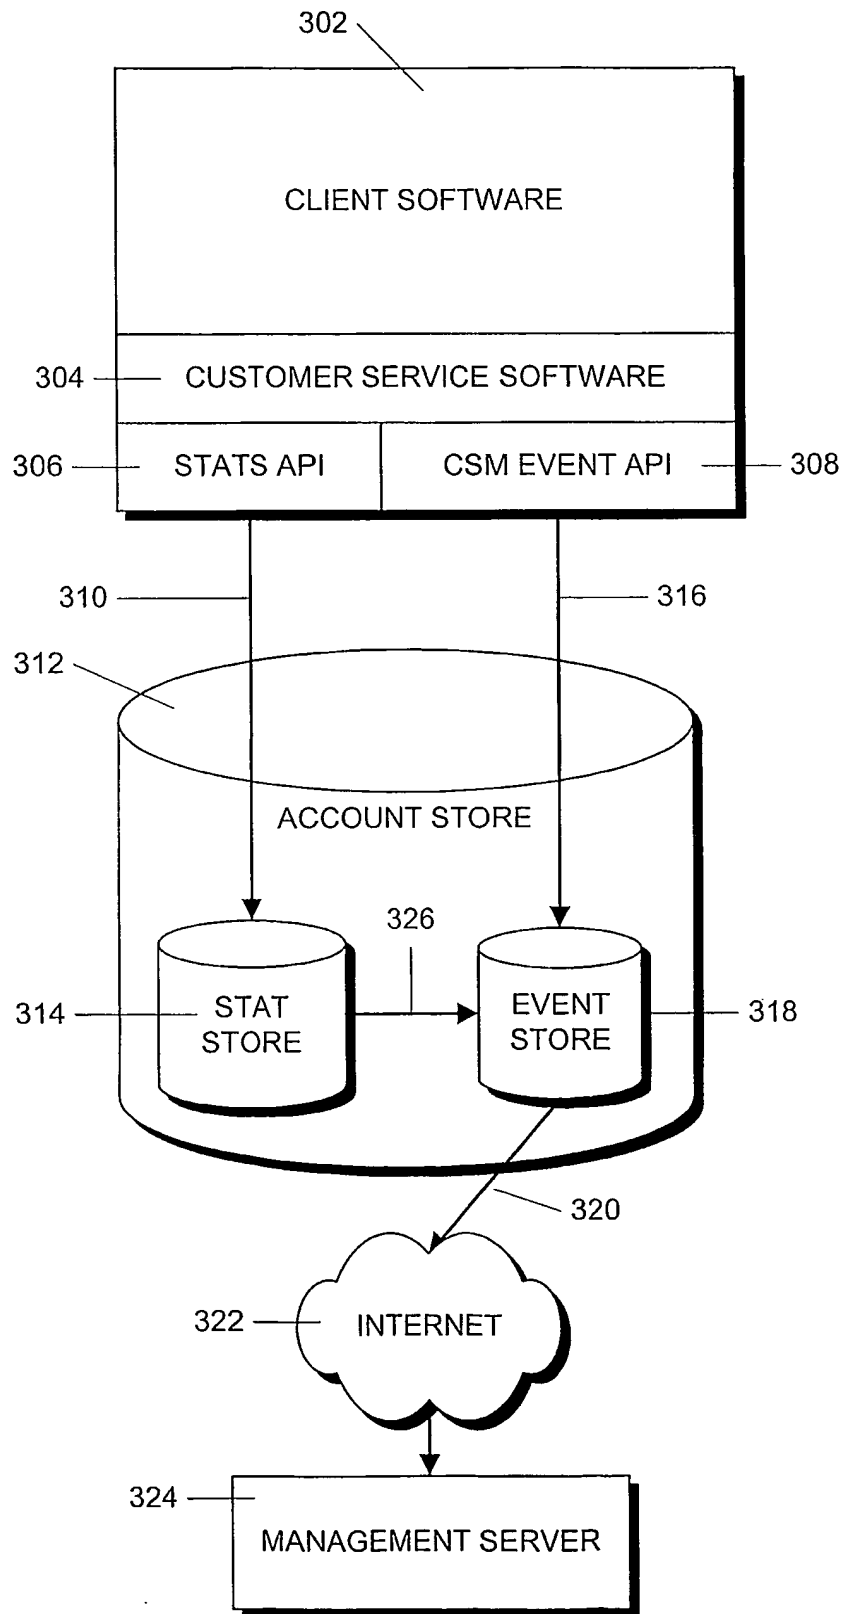 302
CLIENT SOFTWARE
304
CUSTOMER SERVICE SOFTWARE
306
STATS API
CSM EVENT API
308
310
316
312
ACCOUNT STORE
326
314
STAT
STORE
EVENT
STORE
318
320
322
INTERNET
324
MANAGEMENT SERVER